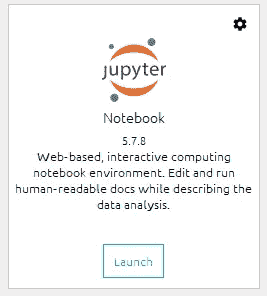 jupyter
Notebook
5.7.8
Web-based, interactive computing
notebook environment. Edit and run
human-readable docs while describing the
data analysis.
Launch